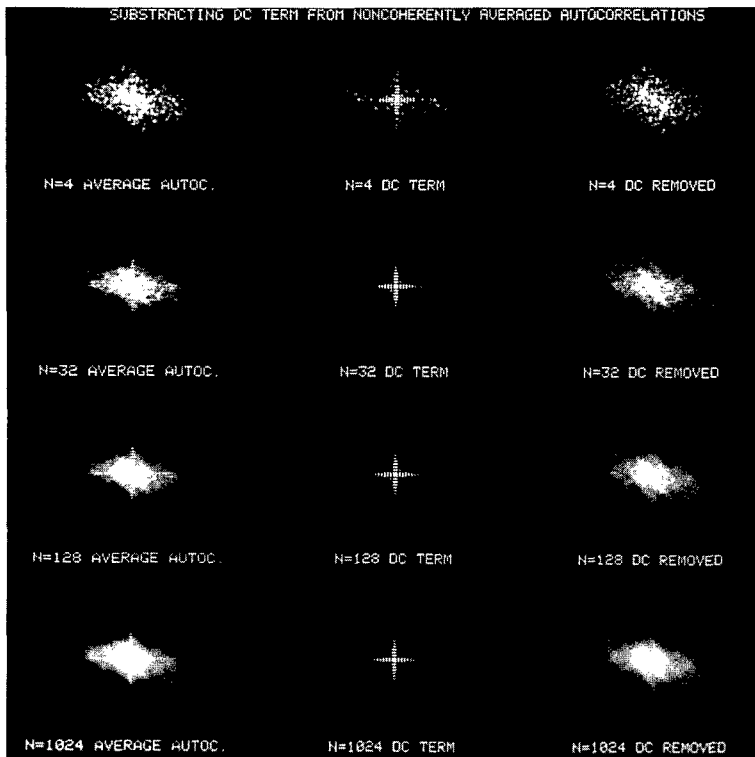 SUBSTRACTING DC TERM FROM NONCOHERENTLY AVERAGED AUTOCORRELATIONS
N=4 AVERAGE AUTOC. N=4 DC TERM N=4 DC REMOVED
N=32 AVERAGE AUTOC. N=32 DC TERM N=32 DC REMOVED
N=128 AVERAGE AUTOC. N=128 DC TERM N=128 DC REMOVED
N=1024 AVERAGE AUTOC. N=1024 DC TERM N=1024 DC REMOVED